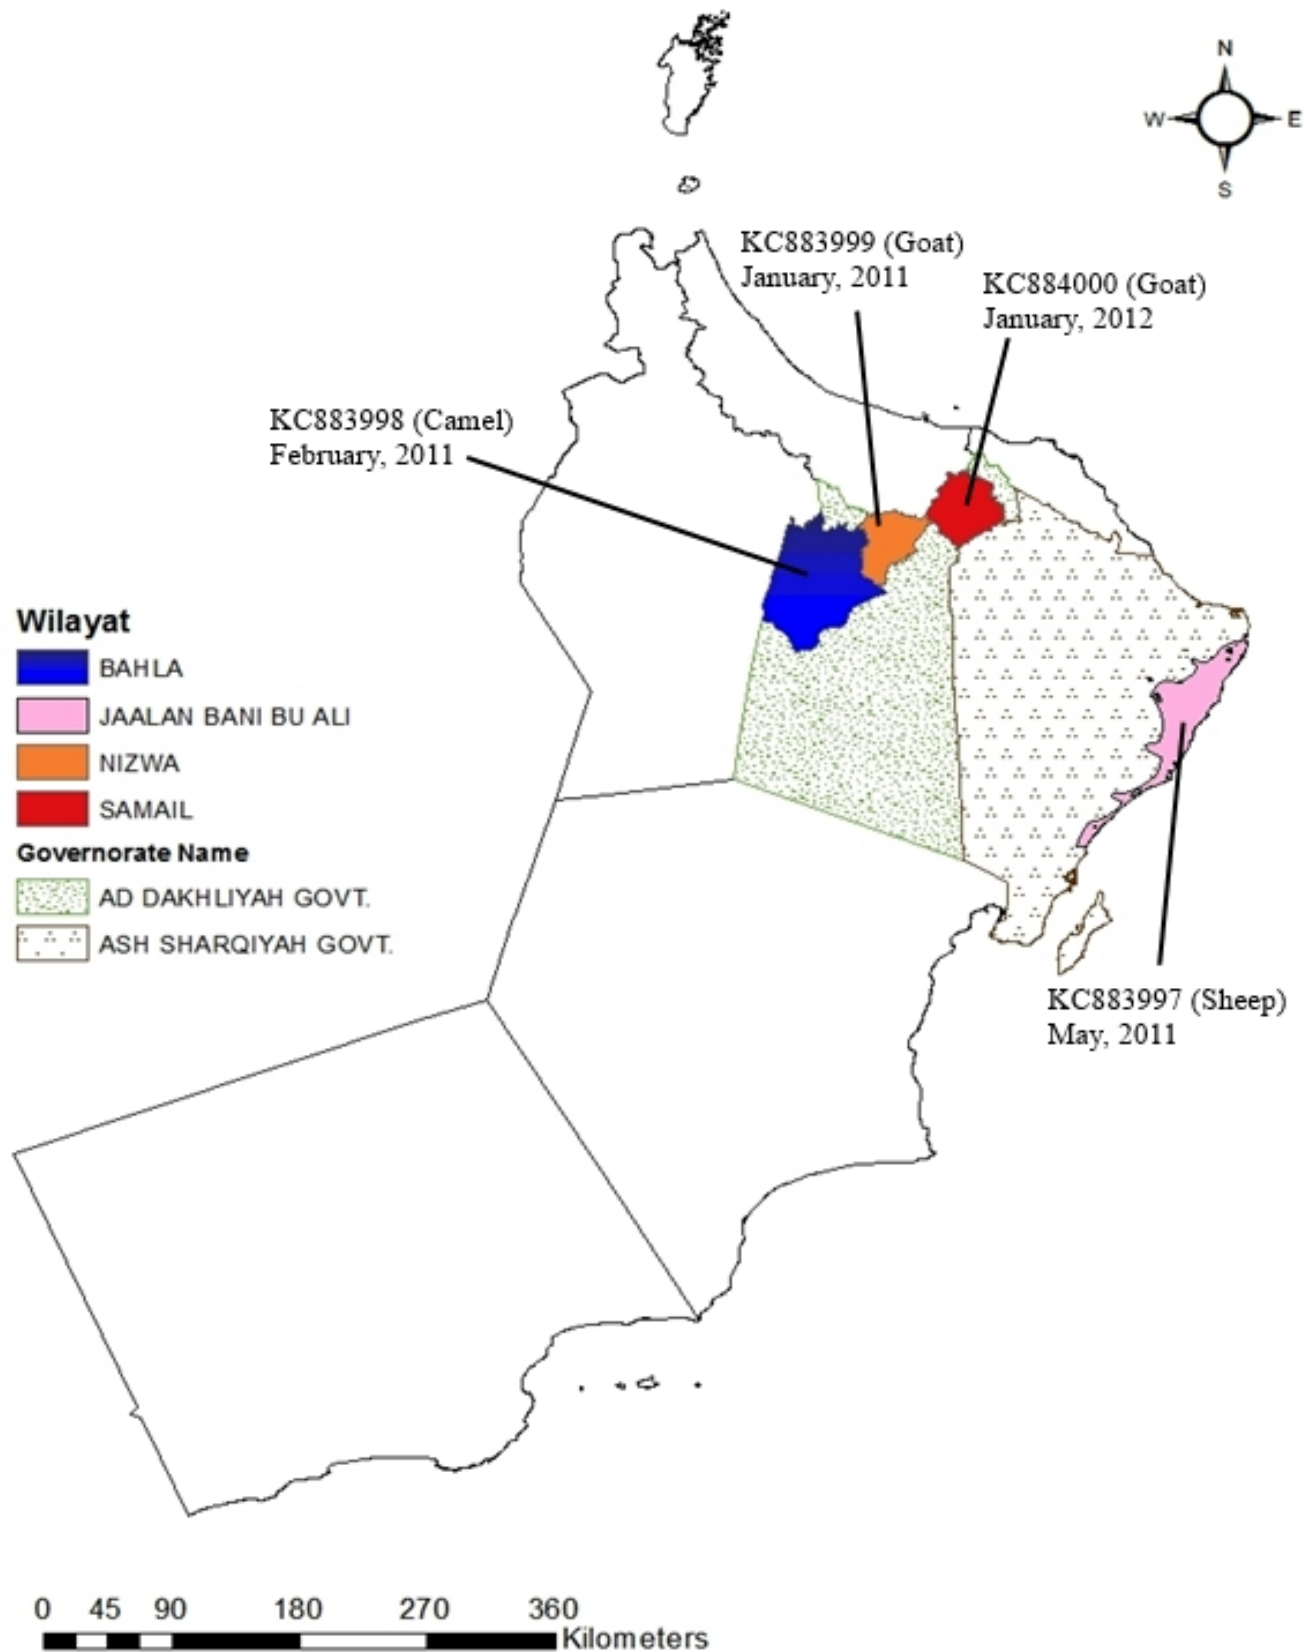 N
W E
S
KC883999 (Goat)
January, 2011
KC884000 (Goat)
January, 2012
KC883998 (Camel)
February, 2011
Wilayat
BAHLA
JAALAN BANI BU ALI
NIZWA
SAMAIL
Governorate Name
AD DAKHLIYAH GOVT.
ASH SHARQIYAH GOVT.
KC883997 (Sheep)
May, 2011
0 45 90 180 270 360
Kilometers